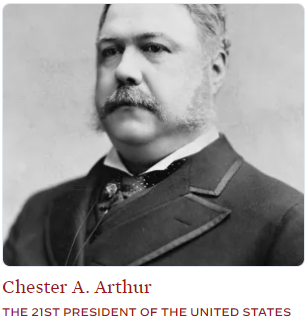 Chester A. Arthur
THE 21ST PRESIDENT OF THE UNITED STATES